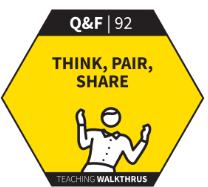 Q&F | 92
THINK, PAIR,
SHARE
TEACHING WALKTHRUS